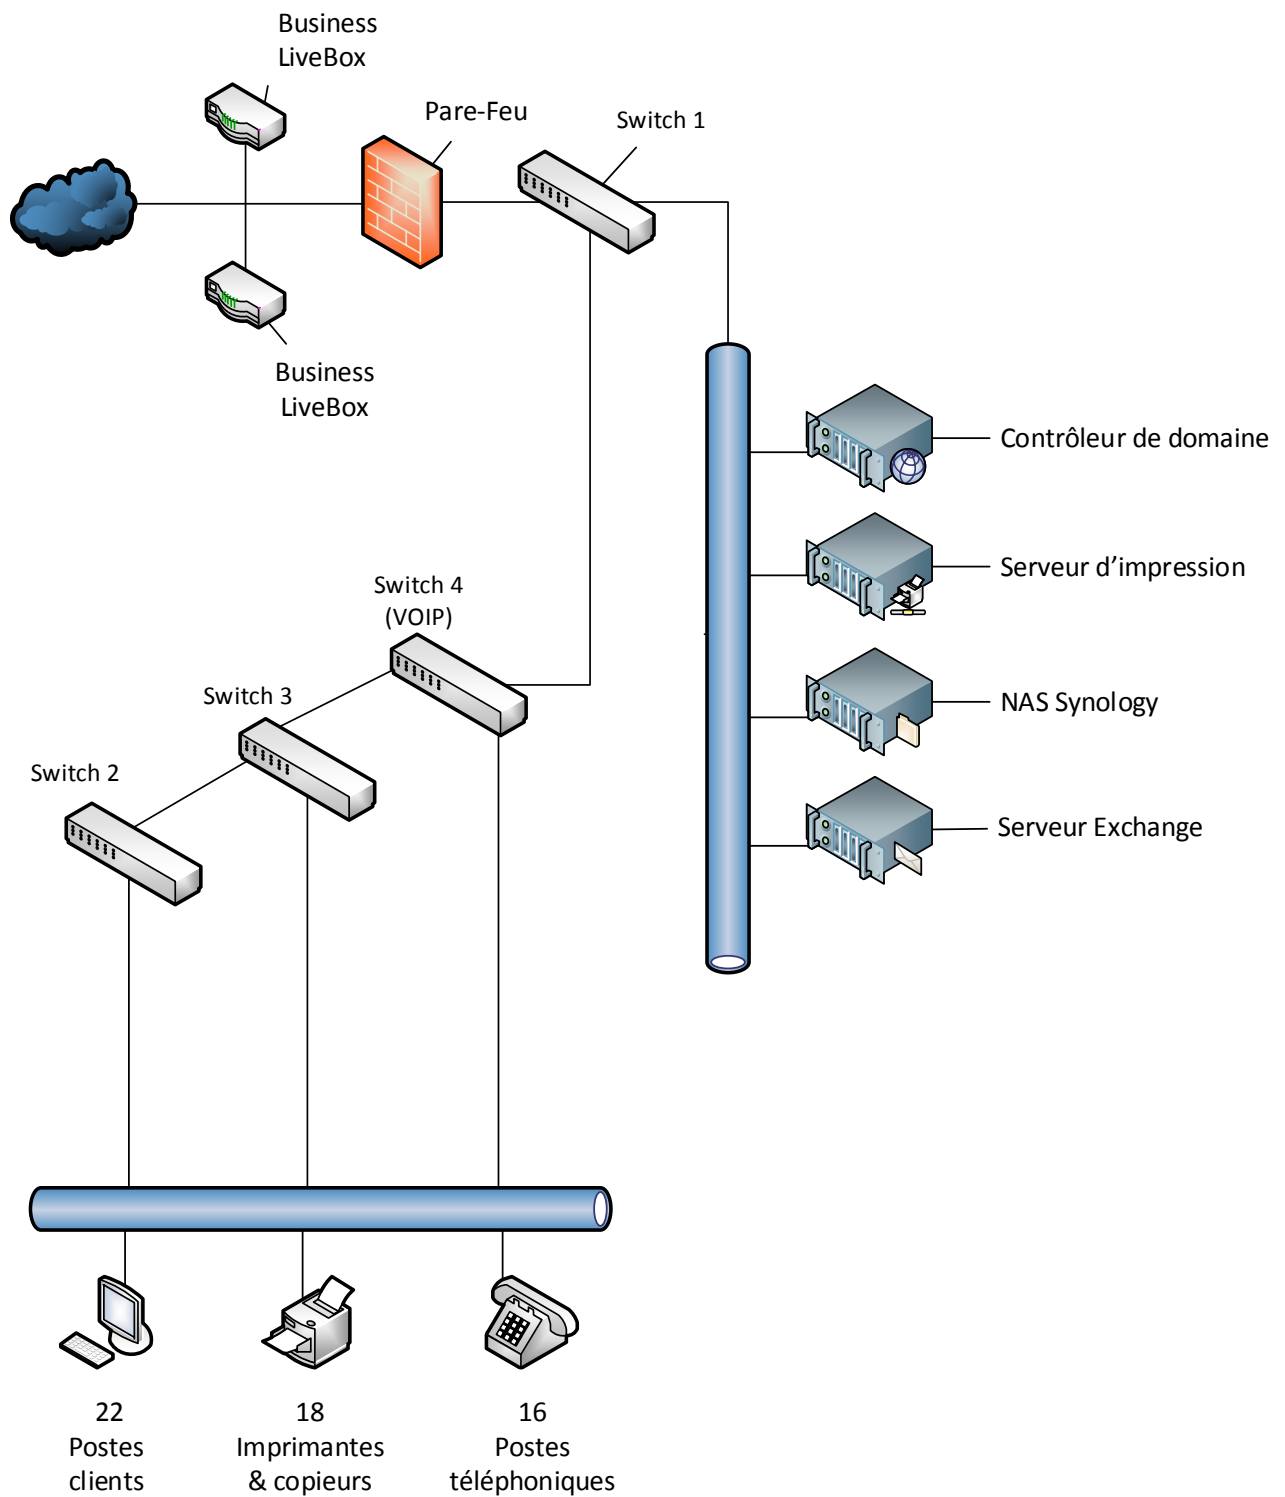 Business
LiveBox
Pare-Feu
Switch 1
Business
LiveBox
Contrôleur de domaine
Serveur d’impression
Switch 4
(VOIP)
Switch 3
NAS Synology
Switch 2
Serveur Exchange
22
Postes
clients
18
Imprimantes
& copieurs
16
Postes
téléphoniques